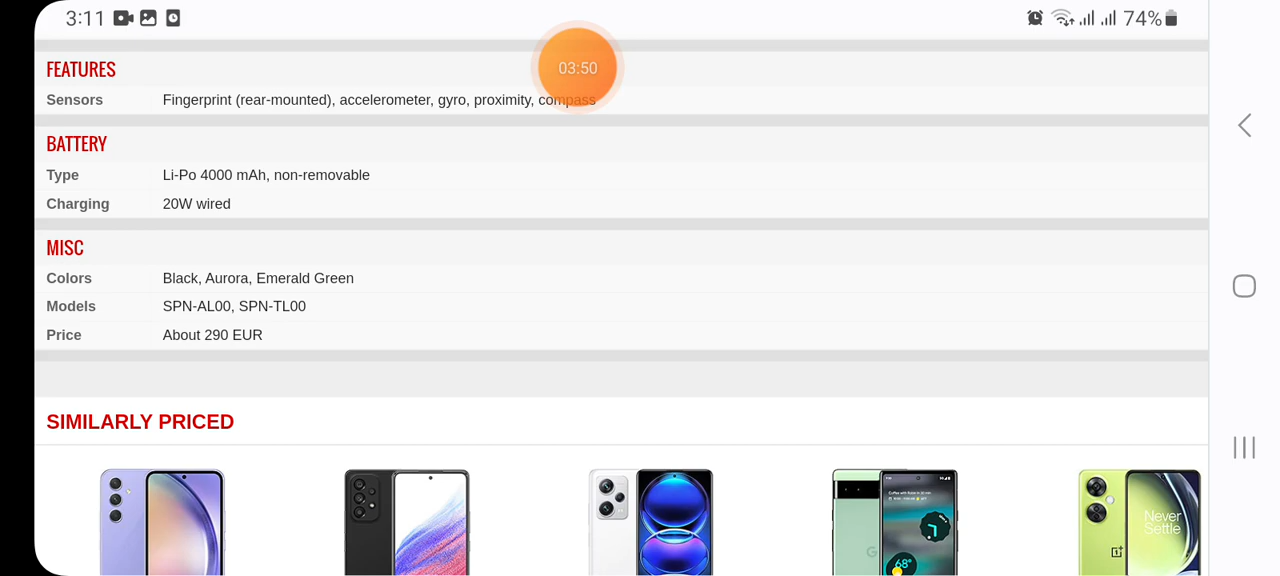 3:11
74%
03:50
FEATURES
Sensors Fingerprint (rear-mounted), accelerometer, gyro, proximity, compass
BATTERY
Type Li-Po 4000 mAh, non-removable
Charging 20W wired
MISC
Colors Black, Aurora, Emerald Green
Models SPN-AL00, SPN-TL00
Price About 290 EUR
SIMILARLY PRICED
Never
Settle
G
68°